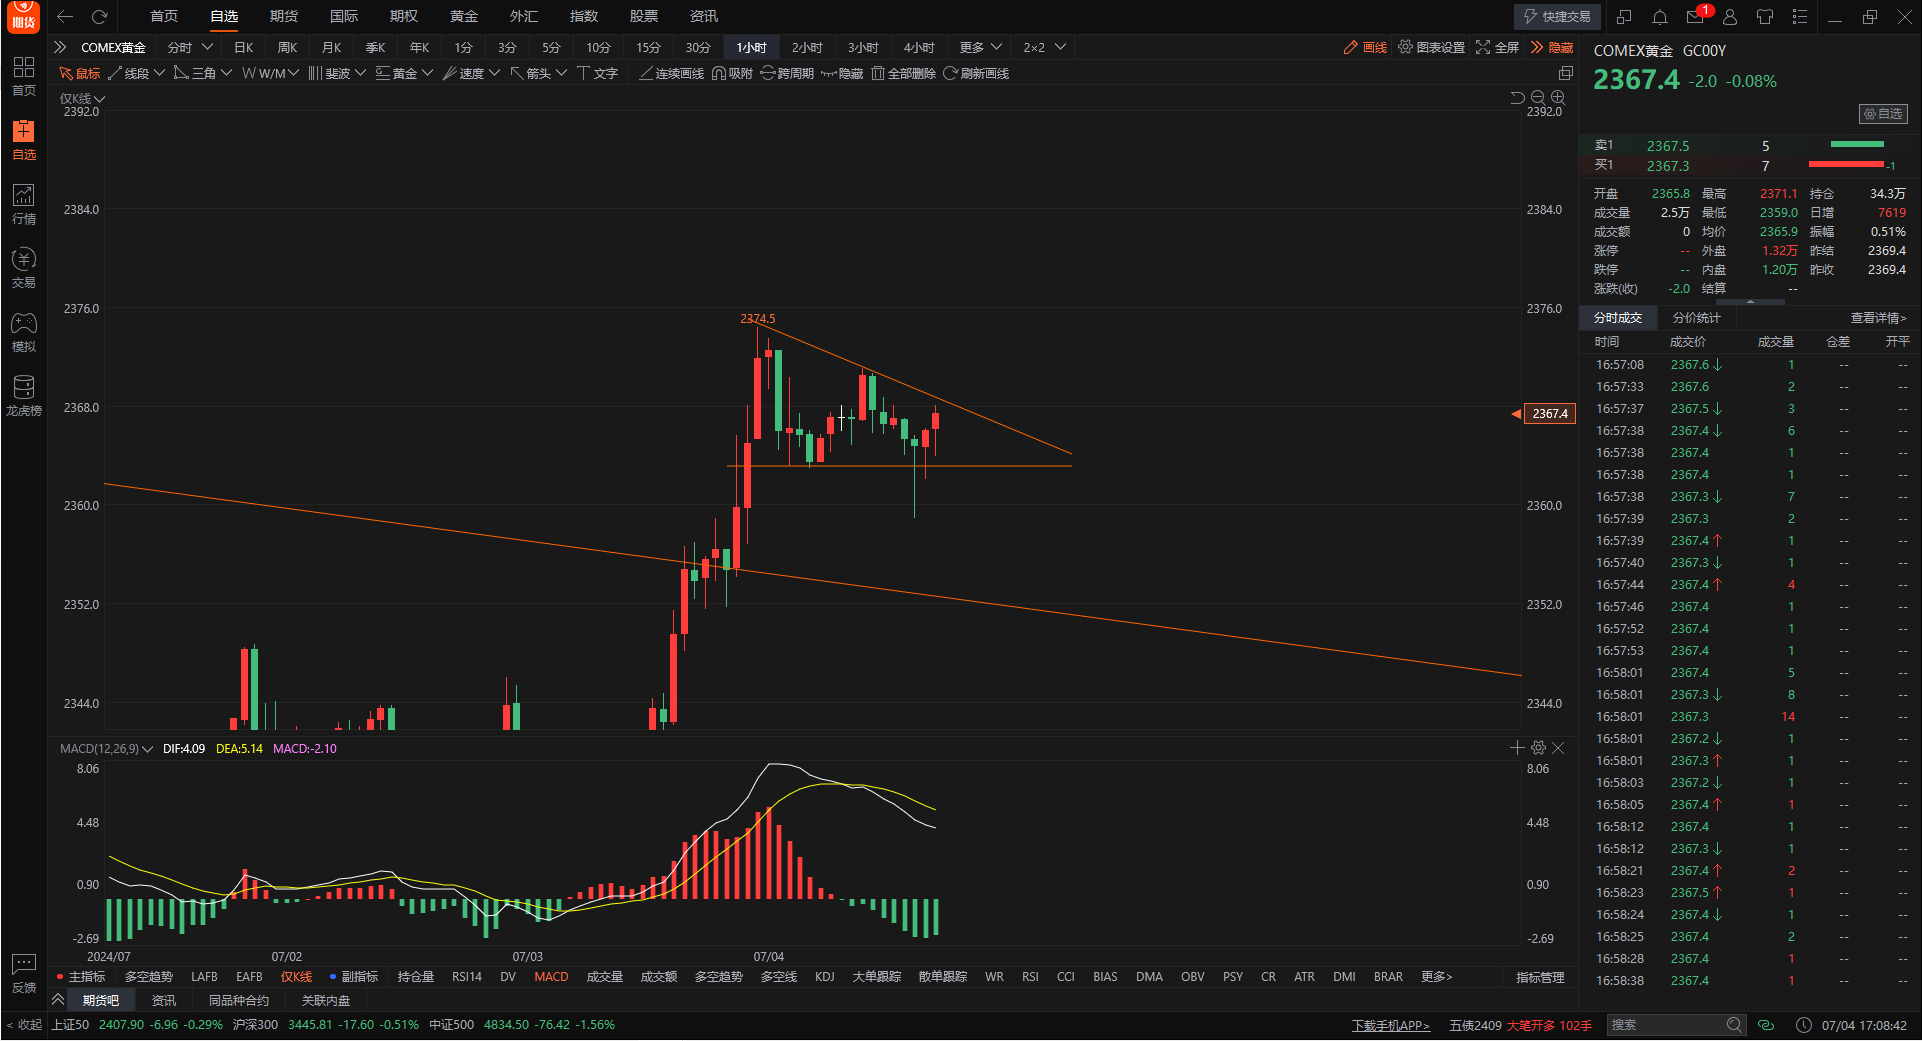 期货 首页 自选 期货 国际 期权 黄金 外汇 指数 股票 资讯 快捷交易 1
COMEX黄金 分时 日K 周K 月K 季K 年K 1分 3分 5分 10分 15分 30分 1小时 2小时 3小时 4小时 更多 2×2 画线 图表设置 全屏 隐藏
鼠标 线段 三角 W/M 斐波 黄金 速度 箭头 文字 连续画线 吸附 跨周期 隐藏 全部删除 刷新画线
首页
自选
行情
交易
模拟
龙虎榜
反馈
< 收起
仅K线
2392.0 2392.0
2384.0 2384.0
2376.0 2376.0
2374.5
2368.0 2367.4
2360.0 2360.0
2352.0 2352.0
2344.0 2344.0
MACD(12,26,9) DIF:4.09 DEA:5.14 MACD:-2.10
8.06 8.06
4.48 4.48
0.90 0.90
-2.69 -2.69
2024/07 07/02 07/03 07/04
主指标 多空趋势 LAFB EAFB 仅K线 副指标 持仓量 RSI14 DV MACD 成交量 成交额 多空趋势 多空线 KDJ 大单跟踪 散单跟踪 WR RSI CCI BIAS DMA OBV PSY CR ATR DMI BRAR 更多> 指标管理
期货吧 资讯 同品种合约 关联内盘
COMEX黄金 GC00Y
2367.4 -2.0 -0.08%
自选
卖1 2367.5 5
买1 2367.3 7 -1
开盘 2365.8 最高 2371.1 持仓 34.3万
成交量 2.5万 最低 2359.0 日增 7619
成交额 0 均价 2365.9 振幅 0.51%
涨停 -- 外盘 1.32万 昨结 2369.4
跌停 -- 内盘 1.20万 昨收 2369.4
涨跌(收) -2.0 结算 --
分时成交 分价统计 查看详情>
时间 成交价 成交量 仓差 开平
16:57:08 2367.6↓ 1 -- --
16:57:33 2367.6 2 -- --
16:57:37 2367.5↓ 3 -- --
16:57:38 2367.4↓ 6 -- --
16:57:38 2367.4 1 -- --
16:57:38 2367.4 1 -- --
16:57:38 2367.3↓ 7 -- --
16:57:39 2367.3 2 -- --
16:57:39 2367.4↑ 1 -- --
16:57:40 2367.3↓ 1 -- --
16:57:44 2367.4↑ 4 -- --
16:57:46 2367.4 1 -- --
16:57:52 2367.4 1 -- --
16:57:53 2367.4 1 -- --
16:58:01 2367.4 5 -- --
16:58:01 2367.3↓ 8 -- --
16:58:01 2367.3 14 -- --
16:58:01 2367.2↓ 1 -- --
16:58:01 2367.3↑ 1 -- --
16:58:03 2367.2↓ 1 -- --
16:58:05 2367.4↑ 1 -- --
16:58:12 2367.4 1 -- --
16:58:12 2367.3↓ 1 -- --
16:58:21 2367.4↑ 2 -- --
16:58:23 2367.5↑ 1 -- --
16:58:24 2367.4↓ 1 -- --
16:58:25 2367.4 2 -- --
16:58:28 2367.4 1 -- --
16:58:38 2367.4 1 -- --
上证50 2407.90 -6.96 -0.29% 沪深300 3445.81 -17.60 -0.51% 中证500 4834.50 -76.42 -1.56% 下载手机APP> 五债2409 大笔开多 102手 搜索 07/04 17:08:42